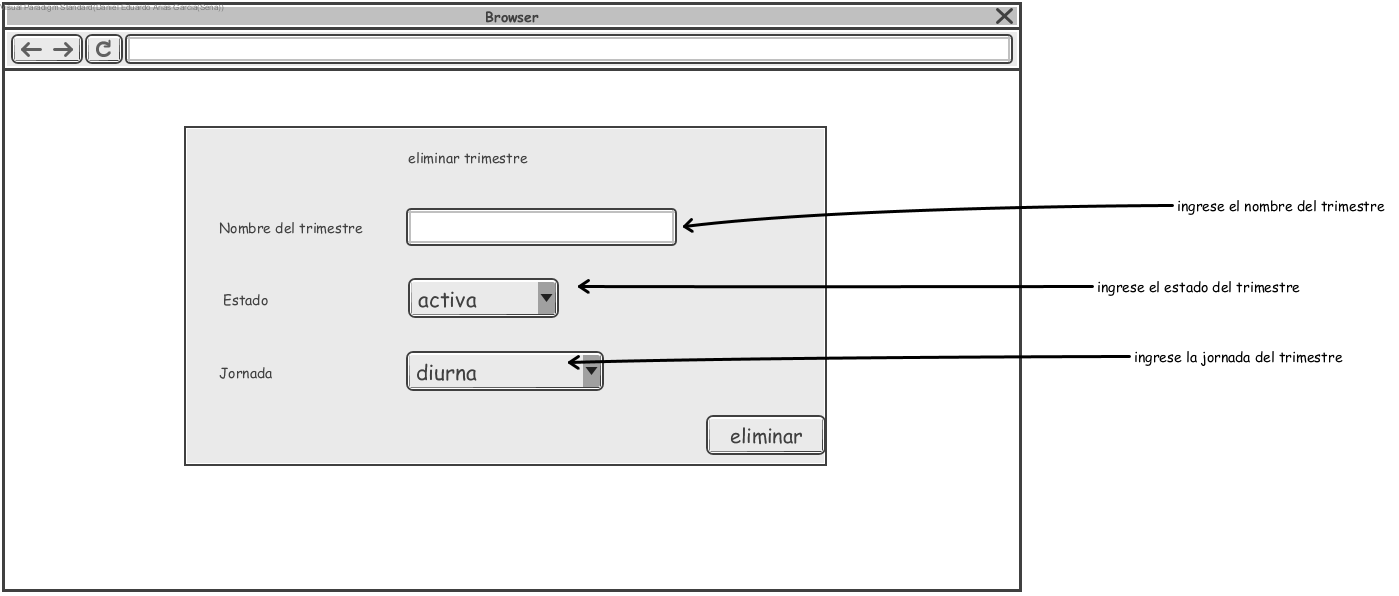 Visual Paradigm Standard(Daniel Eduardo Arias Garcia(Sena))
Browser
eliminar trimestre
Nombre del trimestre
ingrese el nombre del trimestre
Estado
activa
ingrese el estado del trimestre
Jornada
diurna
ingrese la jornada del trimestre
eliminar